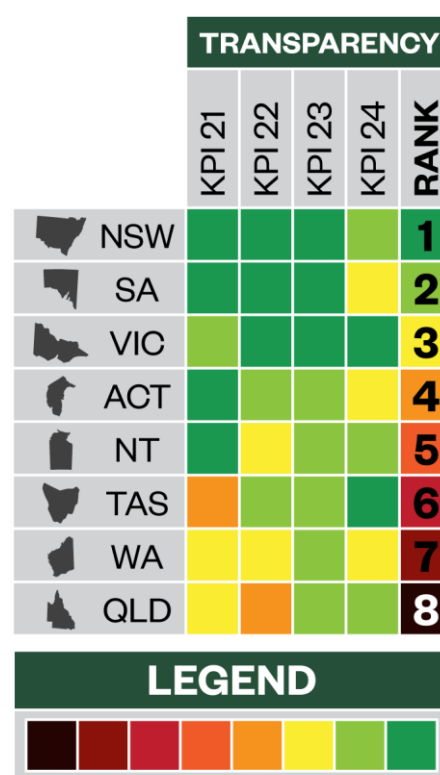 TRANSPARENCY
KPI 21 KPI 22 KPI 23 KPI 24 RANK
NSW 1
SA 2
VIC 3
ACT 4
NT 5
TAS 6
WA 7
QLD 8
LEGEND